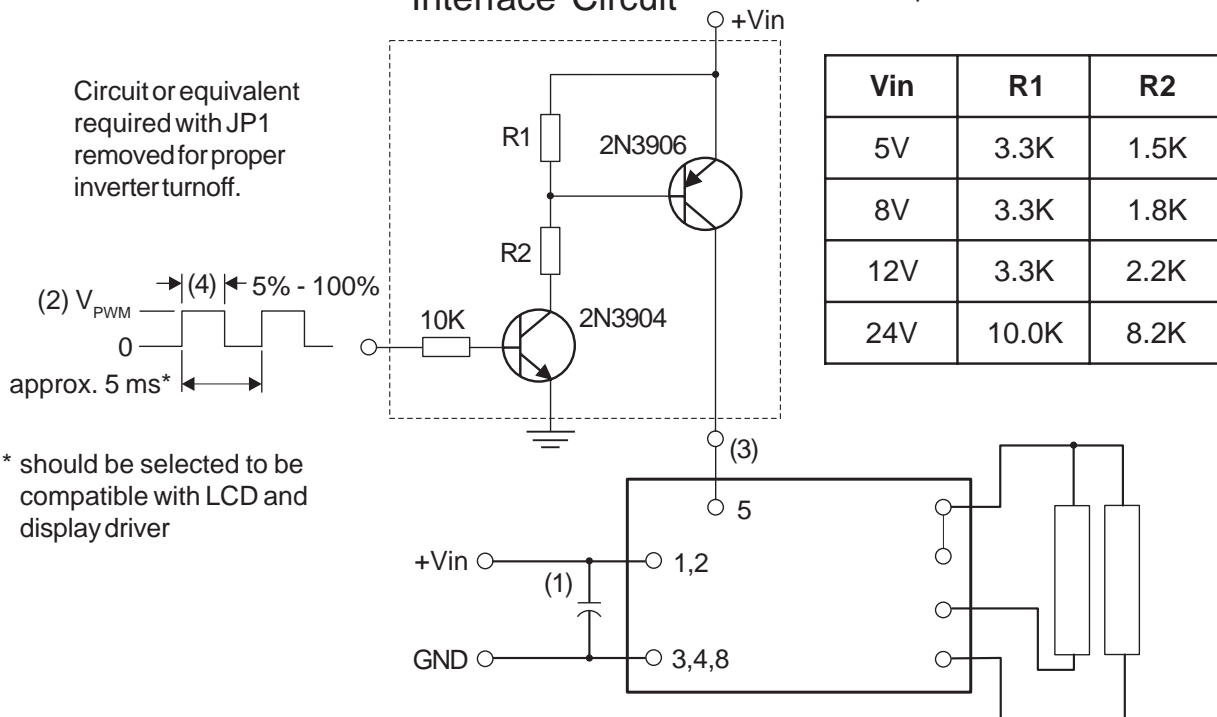 Interface Circuit
+Vin
Circuit or equivalent
required with JP1
removed for proper
inverter turnoff.
R1
2N3906
R2
(2) VPWM
(4)
5% - 100%
0
approx. 5 ms*
10K
2N3904
* should be selected to be
compatible with LCD and
display driver
(3)
5
+Vin
(1)
1,2
GND
3,4,8
Vin R1 R2
5V 3.3K 1.5K
8V 3.3K 1.8K
12V 3.3K 2.2K
24V 10.0K 8.2K